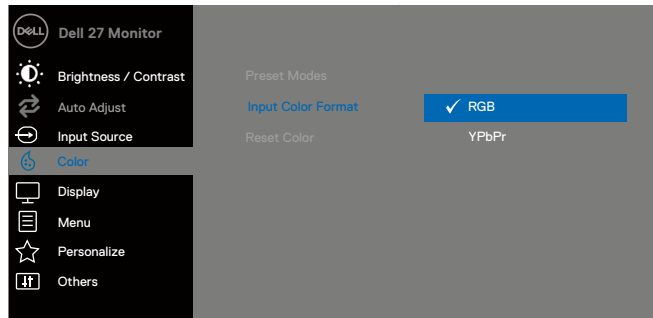 DELL Dell 27 Monitor
Brightness / Contrast
Preset Modes
Auto Adjust
Input Color Format
RGB
Input Source
Reset Color
YPbPr
Color
Display
Menu
Personalize
Others